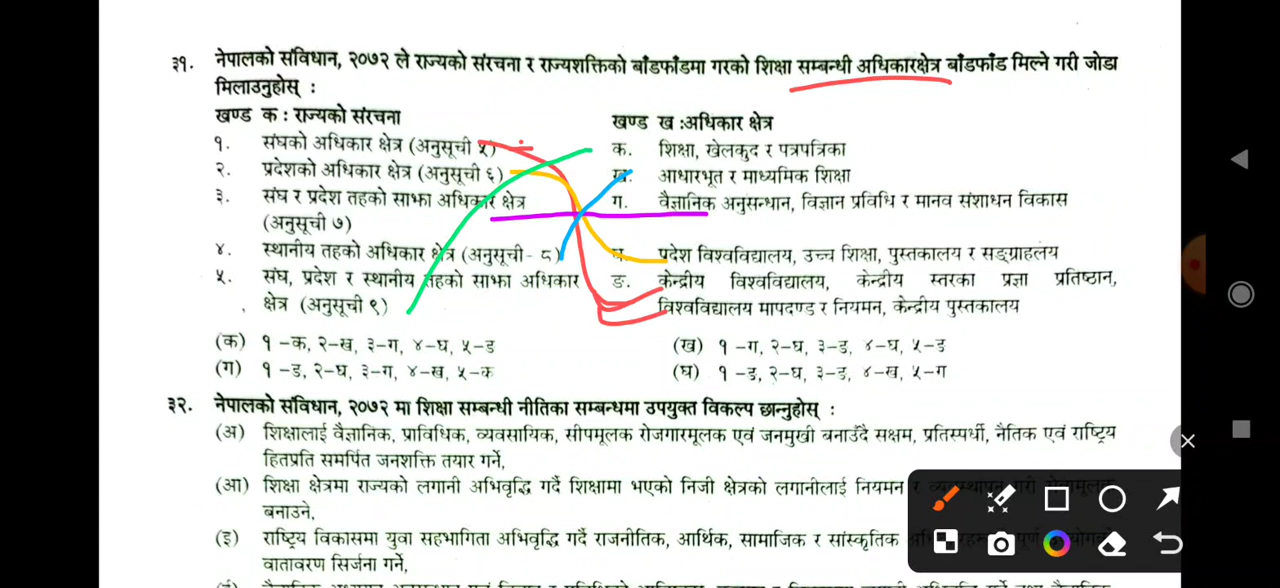 ३१. नेपालको संविधान, २०७२ ले राज्यको संरचना र राज्यशक्तिको बाँडफाँडमा गरको शिक्षा सम्बन्धी अधिकारक्षेत्र बाँडफाँड मिल्ने गरी जोडा
मिलाउनुहोस् :
खण्ड क : राज्यको संरचना
खण्ड ख :अधिकार क्षेत्र
१. संघको अधिकार क्षेत्र (अनुसूची ५)
क. शिक्षा, खेलकुद र पत्रपत्रिका
२. प्रदेशको अधिकार क्षेत्र (अनुसूची ६)
ख. आधारभूत र माध्यमिक शिक्षा
३. संघ र प्रदेश तहको साझा अधिकार क्षेत्र
(अनुसूची ७)
ग. वैज्ञानिक अनुसन्धान, विज्ञान प्रविधि र मानव संशाधन विकास
४. स्थानीय तहको अधिकार क्षेत्र (अनुसूची - ८)
घ. प्रदेश विश्वविद्यालय, उच्च शिक्षा, पुस्तकालय र सङ्ग्राहलय
५. संघ, प्रदेश र स्थानीय तहको साझा अधिकार
क्षेत्र (अनुसूची ९)
ङ. केन्द्रीय विश्वविद्यालय, केन्द्रीय स्तरका प्रज्ञा प्रतिष्ठान,
विश्वविद्यालय मापदण्ड र नियमन, केन्द्रीय पुस्तकालय
(क) १ -क, २-ख, ३-ग, ४-घ, ५-ड
(ख) १ -ग, २-घ, ३-ड, ४-घ, ५-ड
(ग) १ -ड, २-घ, ३-ग, ४-ख, ५-क
(घ) १ -ड, २-घ, ३-ड, ४-ख, ५-ग
३२. नेपालको संविधान, २०७२ मा शिक्षा सम्बन्धी नीतिका सम्बन्धमा उपयुक्त विकल्प छान्नुहोस् :
(अ) शिक्षालाई वैज्ञानिक, प्राविधिक, व्यवसायिक, सीपमूलक रोजगारमूलक एवं जनमुखी बनाउँदै सक्षम, प्रतिस्पर्धी, नैतिक एवं राष्ट्रिय
हितप्रति समर्पित जनशक्ति तयार गर्ने,
(आ) शिक्षा क्षेत्रमा राज्यको लगानी अभिवृद्धि गर्दै शिक्षामा भएको निजी क्षेत्रको लगानीलाई नियमन र
बनाउने,
(इ) राष्ट्रिय विकासमा युवा सहभागिता अभिवृद्धि गर्दै राजनीतिक, आर्थिक, सामाजिक र सांस्कृतिक
वातावरण सिर्जना गर्ने,